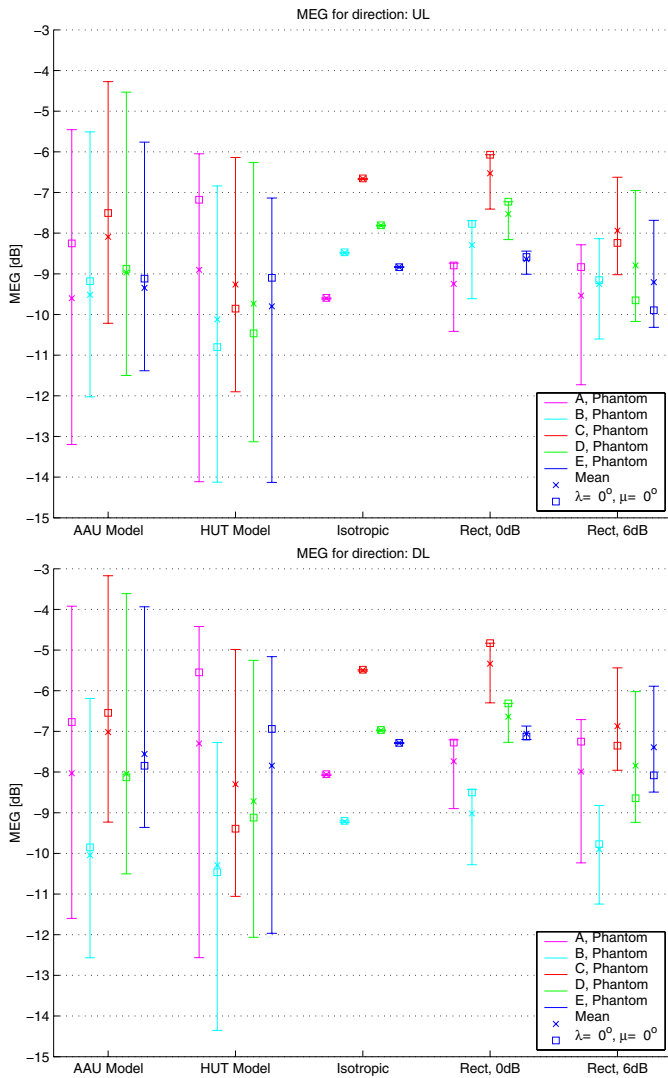 MEG for direction: UL
−3
−4
−5
−6
−7
−8
−9
−10
−11
−12
−13
−14
−15
MEG [dB]
A, Phantom
B, Phantom
C, Phantom
D, Phantom
E, Phantom
Mean
λ= 0°, μ= 0°
AAU Model HUT Model Isotropic Rect, 0dB Rect, 6dB
MEG for direction: DL
−3
−4
−5
−6
−7
−8
−9
−10
−11
−12
−13
−14
−15
MEG [dB]
A, Phantom
B, Phantom
C, Phantom
D, Phantom
E, Phantom
Mean
λ= 0°, μ= 0°
AAU Model HUT Model Isotropic Rect, 0dB Rect, 6dB